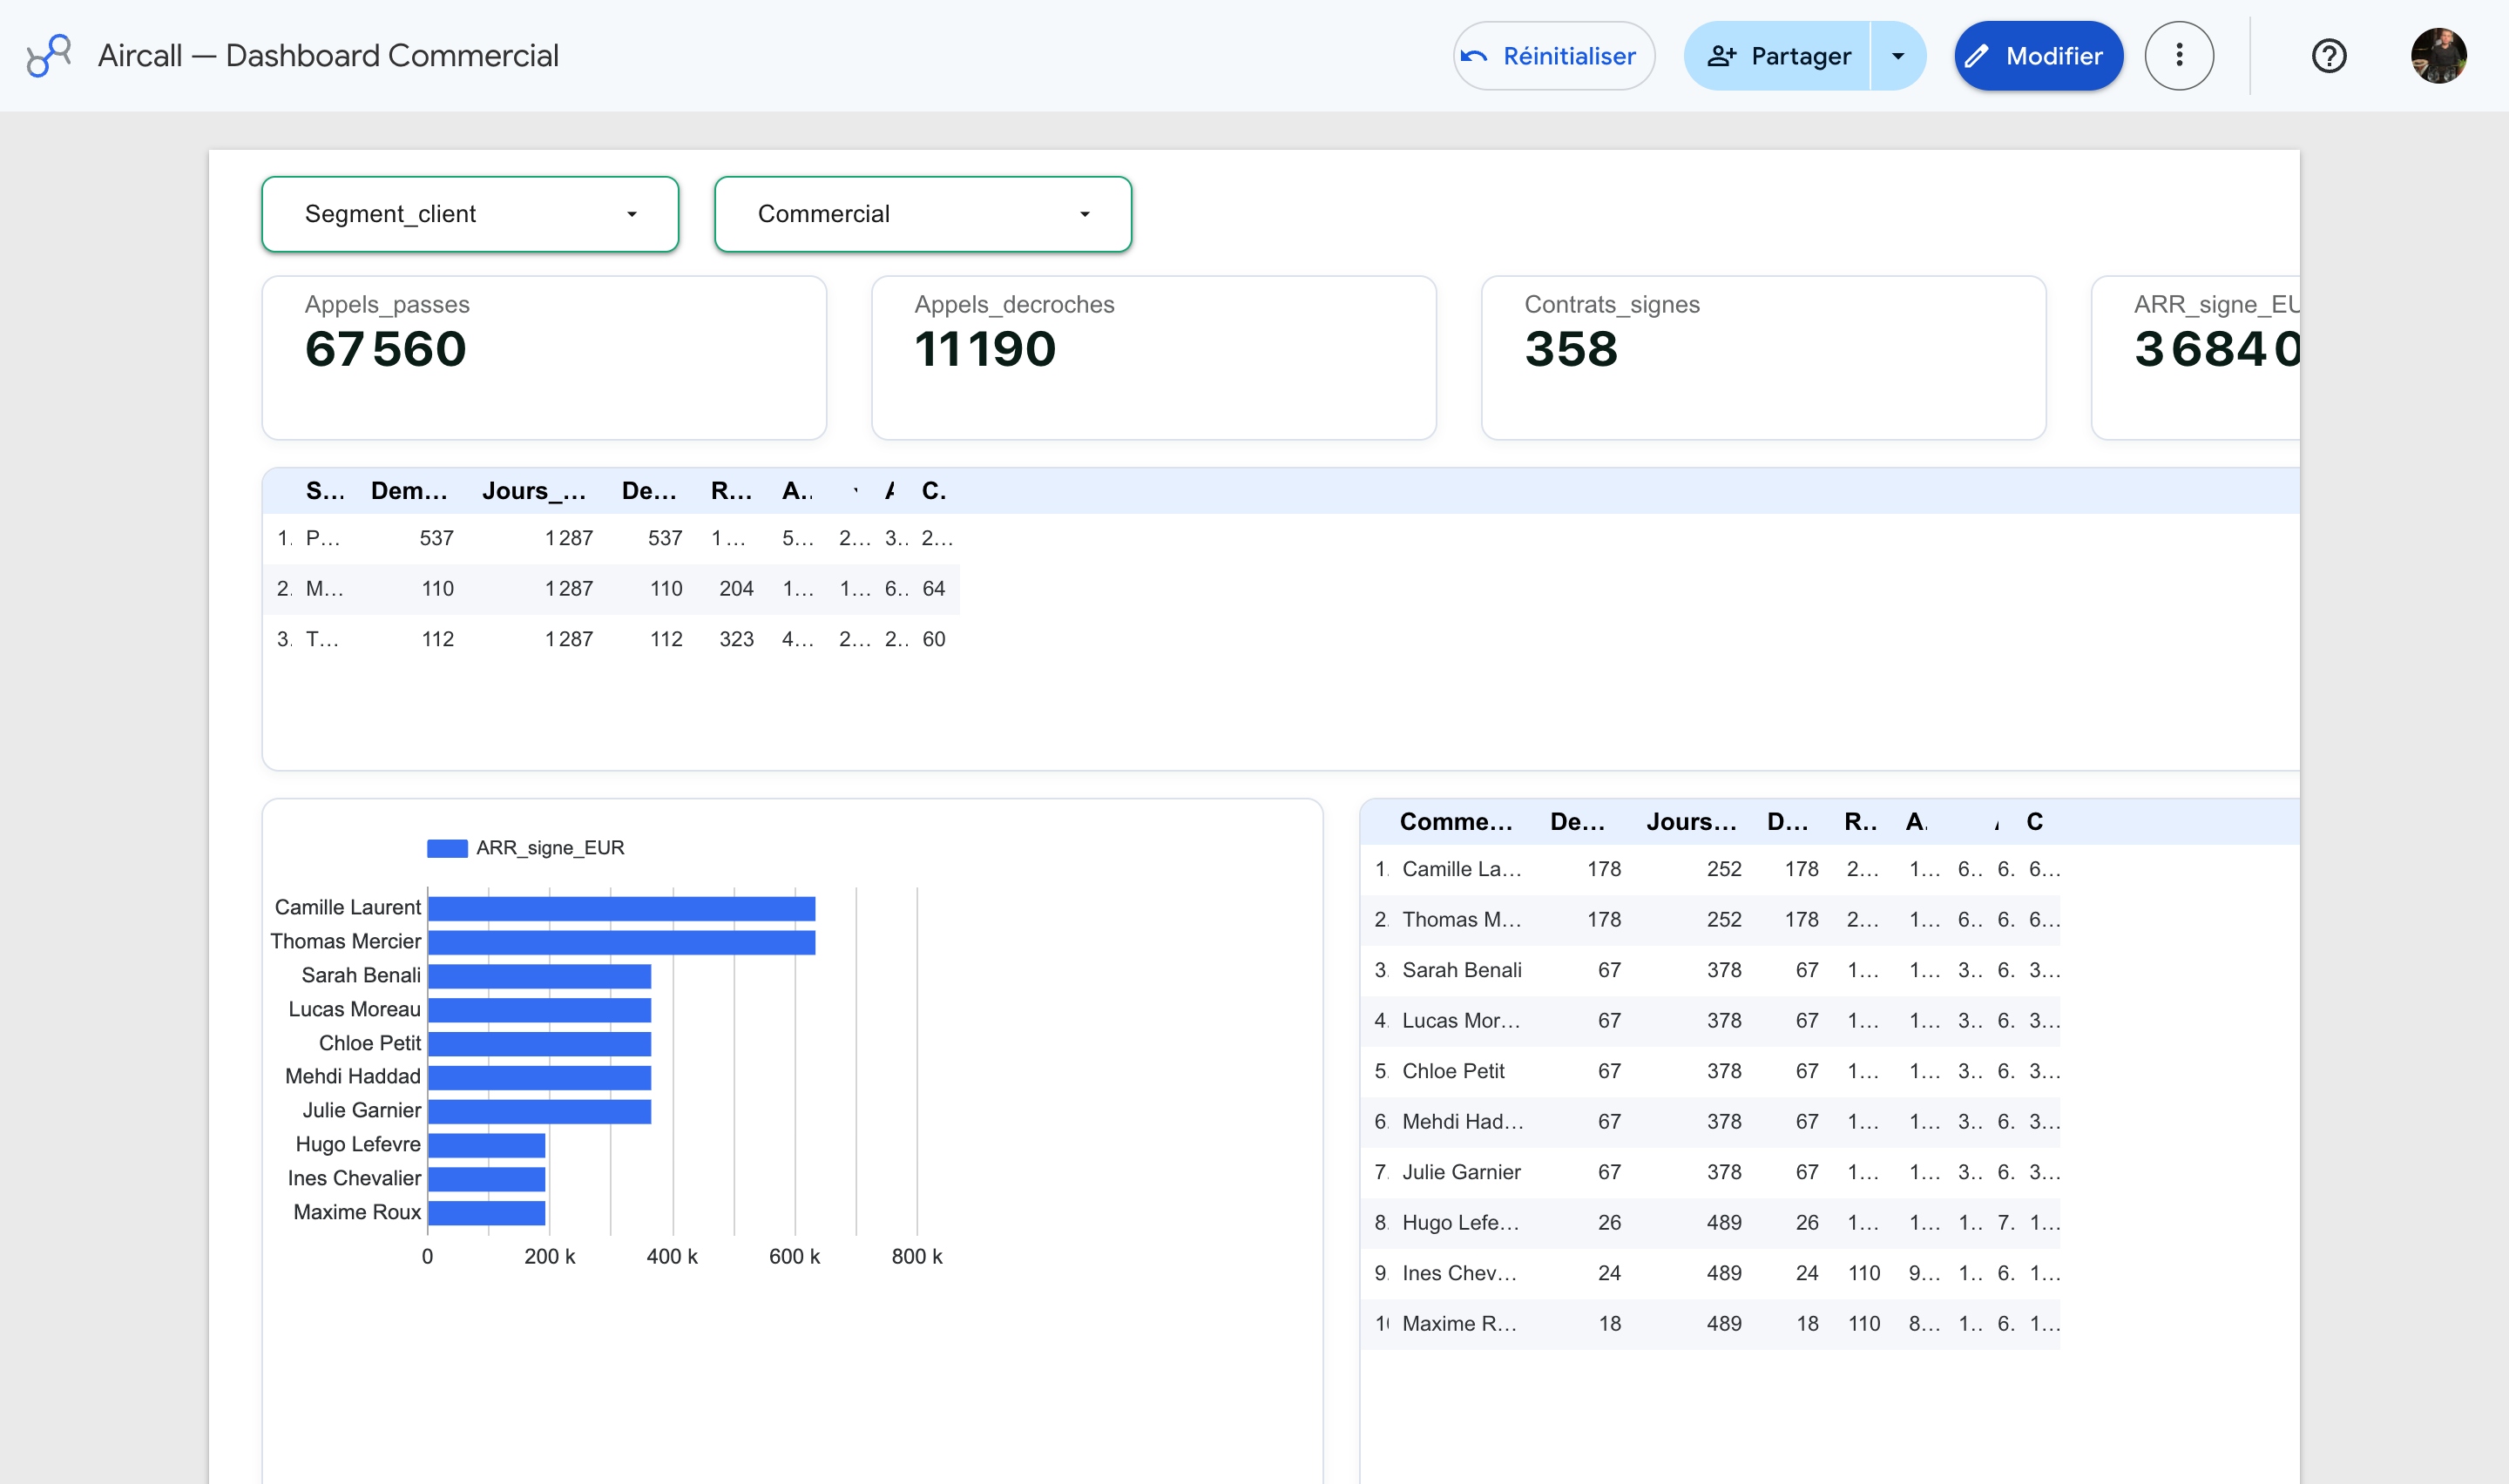 Aircall — Dashboard Commercial
Réinitialiser
Partager
Modifier
Segment_client
Commercial
Appels_passes
67 560
Appels_decroches
11 190
Contrats_signes
358
ARR_signe_EU
3 684 0
S... Dem... Jours_... De... R... A.. C.
1. P... 537 1 287 537 1 ... 5... 2... 3.. 2...
2. M... 110 1 287 110 204 1... 1... 6.. 64
3. T... 112 1 287 112 323 4... 2... 2.. 60
ARR_signe_EUR
Camille Laurent
Thomas Mercier
Sarah Benali
Lucas Moreau
Chloe Petit
Mehdi Haddad
Julie Garnier
Hugo Lefevre
Ines Chevalier
Maxime Roux
0 200 k 400 k 600 k 800 k
Comme... De... Jours... D... R.. A. C
1. Camille La... 178 252 178 2... 1... 6.. 6. 6...
2. Thomas M... 178 252 178 2... 1... 6.. 6. 6...
3. Sarah Benali 67 378 67 1... 1... 3.. 6. 3...
4. Lucas Mor... 67 378 67 1... 1... 3.. 6. 3...
5. Chloe Petit 67 378 67 1... 1... 3.. 6. 3...
6. Mehdi Had... 67 378 67 1... 1... 3.. 6. 3...
7. Julie Garnier 67 378 67 1... 1... 3.. 6. 3...
8. Hugo Lefe... 26 489 26 1... 1... 1.. 7. 1...
9. Ines Chev... 24 489 24 110 9... 1.. 6. 1...
Maxime R... 18 489 18 110 8... 1.. 6. 1...